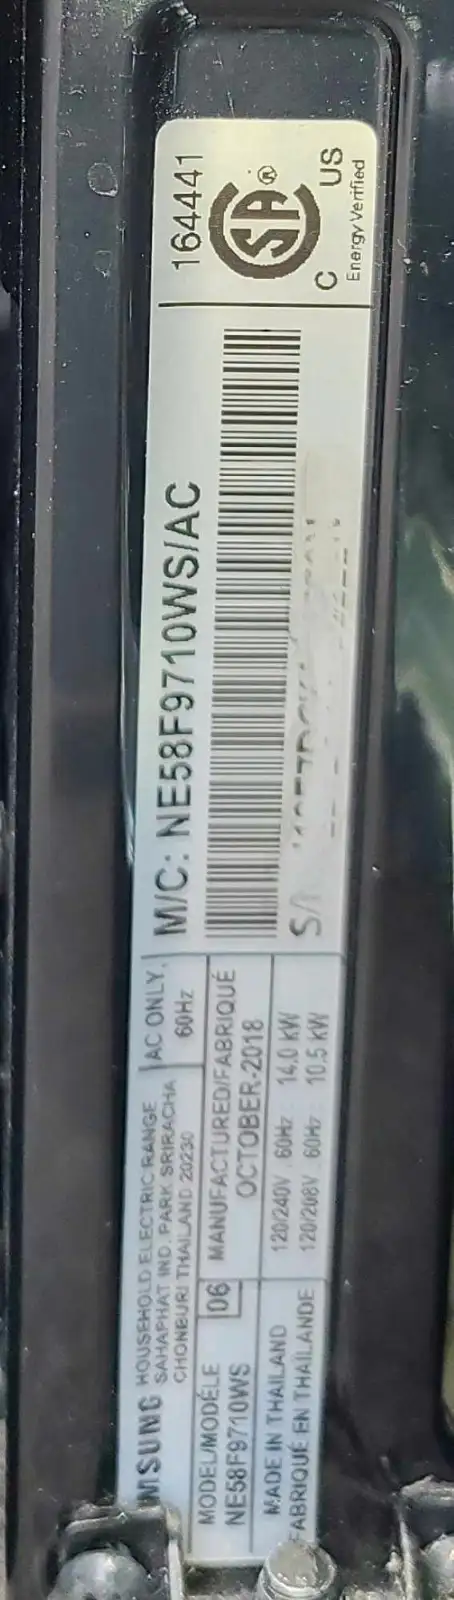 HOUSEHOLD ELECTRIC RANGE
SAHAPHAT IND. PARK SRIRACHA
CHONBURI THAILAND 20230
AC ONLY,
60Hz
MODEL/MODÈLE
NE58F9710WS
06
MANUFACTURED/FABRIQUÉ
OCTOBER-2018
MADE IN THAILAND
FABRIQUÉ EN THAÏLANDE
120/240V . 60Hz 14.0 kW
120/208V . 60Hz 10.5 kW
M/C: NE58F9710WS/AC
164441
SA ®
C US
Energy Verified